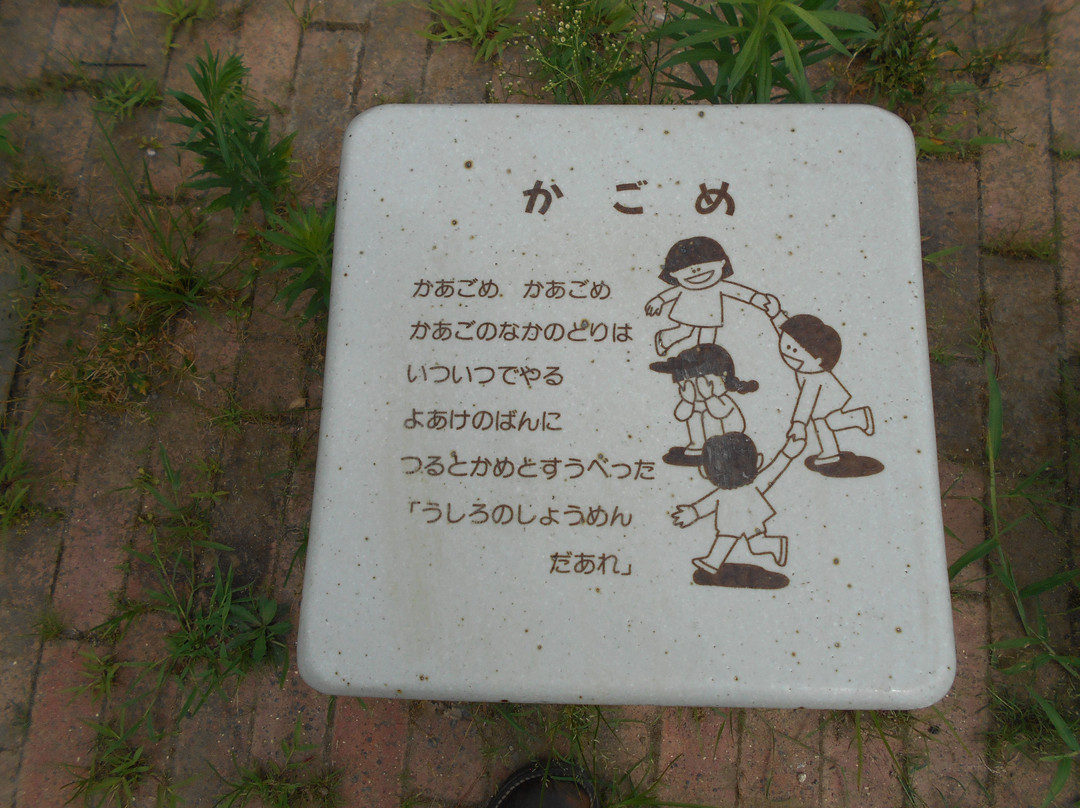 かごめ
かあごめ　かあごめ
かあごのなかのとりは
いついつでやる
よあけのばんに
つるとかめとすうべった
「うしろのしょうめん
だあれ」